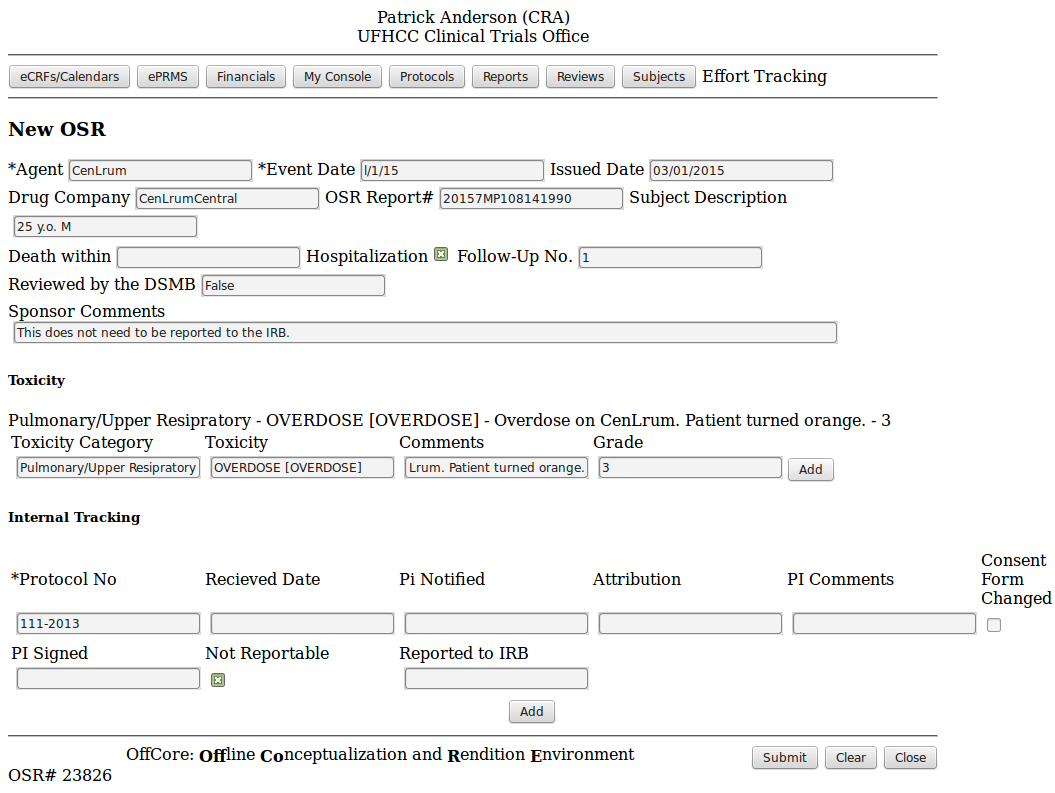 Patrick Anderson (CRA)
UFHCC Clinical Trials Office
eCRFs/Calendars ePRMS Financials My Console Protocols Reports Reviews Subjects Effort Tracking
New OSR
*Agent CenLrum *Event Date l/1/15 Issued Date 03/01/2015
Drug Company CenLrumCentral OSR Report# 20157MP108141990 Subject Description
25 y.o. M
Death within Hospitalization Follow-Up No. 1
Reviewed by the DSMB False
Sponsor Comments
This does not need to be reported to the IRB.
Toxicity
Pulmonary/Upper Resipratory - OVERDOSE [OVERDOSE] - Overdose on CenLrum. Patient turned orange. - 3
Toxicity Category Toxicity Comments Grade
Pulmonary/Upper Resipratory OVERDOSE [OVERDOSE] Lrum. Patient turned orange. 3 Add
Internal Tracking
*Protocol No Recieved Date Pi Notified Attribution PI Comments Consent
Form
Changed
111-2013
PI Signed Not Reportable Reported to IRB
Add
OffCore: Offline Conceptualization and Rendition Environment Submit Clear Close
OSR# 23826